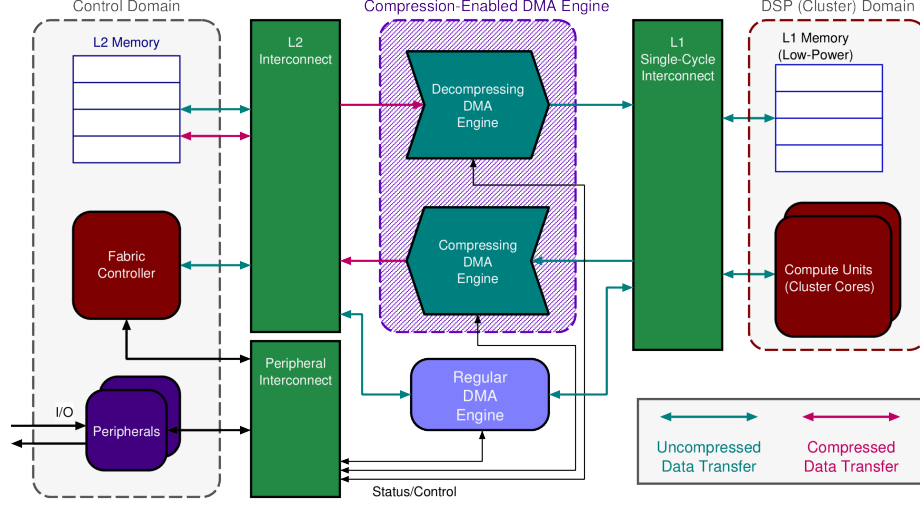 Control Domain
Compression-Enabled DMA Engine
DSP (Cluster) Domain
L2 Memory
L2
Interconnect
Decompressing
DMA
Engine
L1
Single-Cycle
Interconnect
L1 Memory
(Low-Power)
Fabric
Controller
Compressing
DMA
Engine
Compute Units
(Cluster Cores)
Peripheral
Interconnect
Regular
DMA
Engine
I/O
Peripherals
Status/Control
Uncompressed
Data Transfer
Compressed
Data Transfer